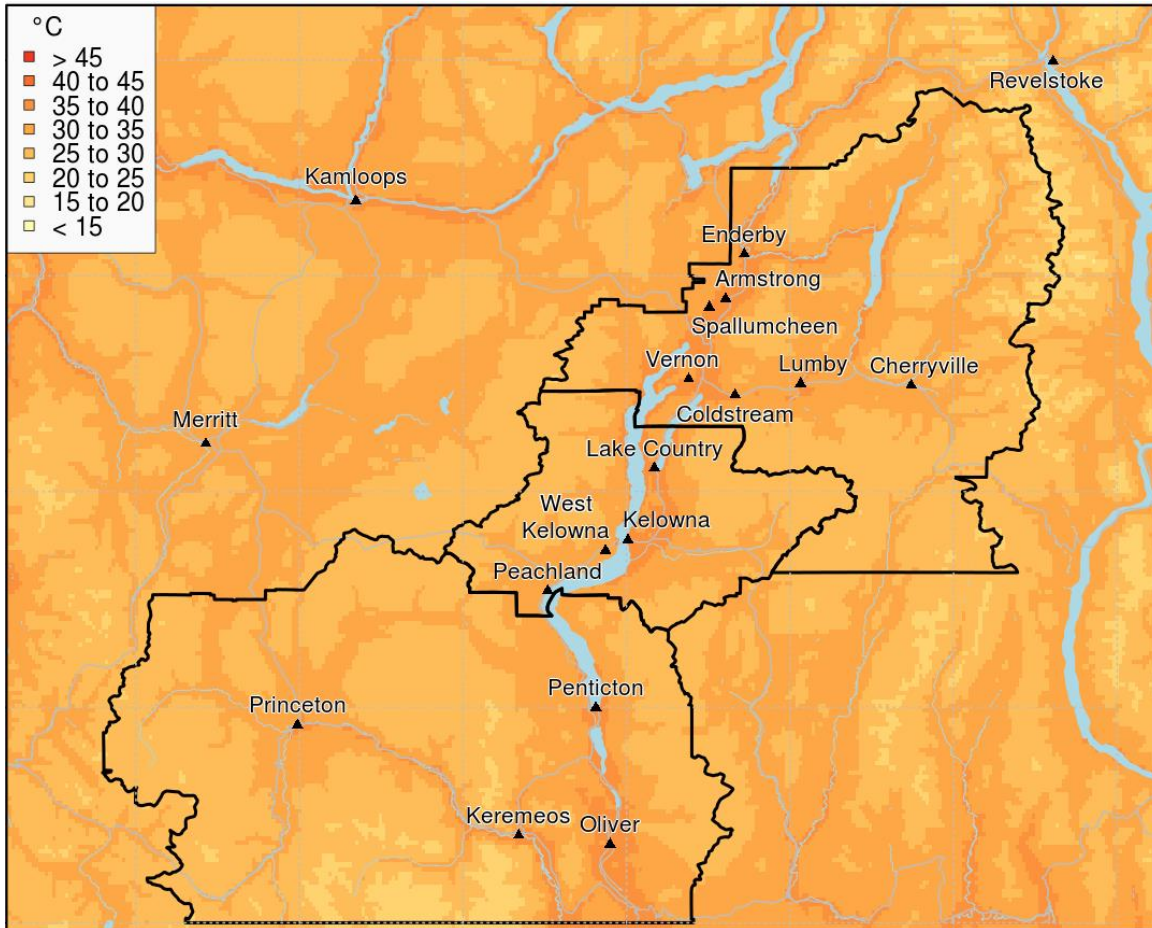 °C
> 45
40 to 45
35 to 40
30 to 35
25 to 30
20 to 25
15 to 20
< 15
Revelstoke
Kamloops
Enderby
Armstrong
Spallumcheen
Vernon
Lumby
Cherryville
Coldstream
Merritt
Lake Country
West
Kelowna
Kelowna
Peachland
Penticton
Princeton
Keremeos
Oliver